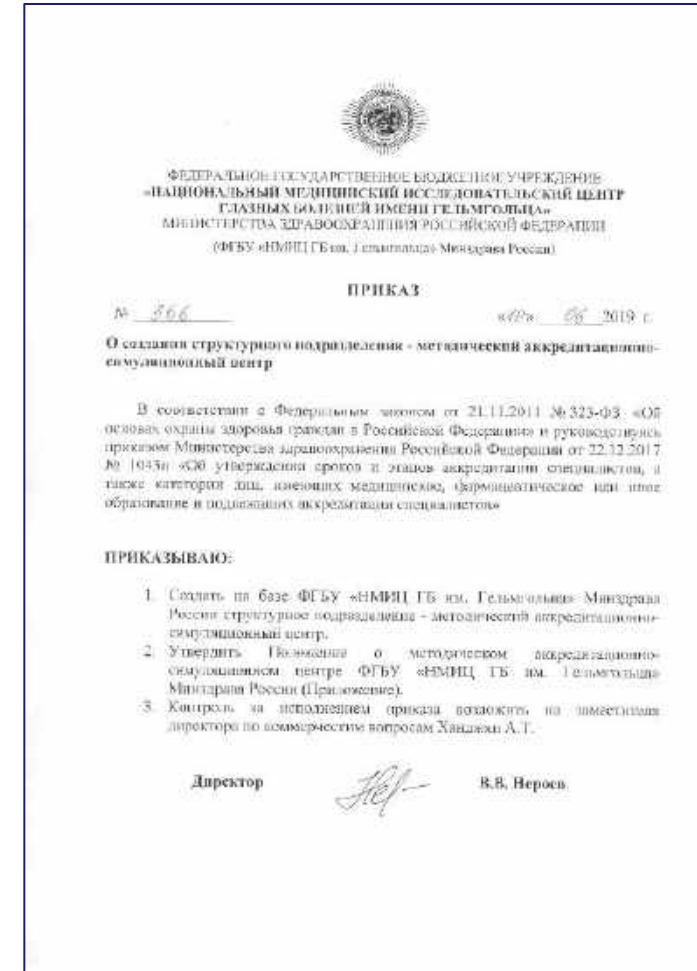 ФЕДЕРАЛЬНОЕ ГОСУДАРСТВЕННОЕ БЮДЖЕТНОЕ УЧРЕЖДЕНИЕ
«НАЦИОНАЛЬНЫЙ МЕДИЦИНСКИЙ ИССЛЕДОВАТЕЛЬСКИЙ ЦЕНТР
ГЛАЗНЫХ БОЛЕЗНЕЙ ИМЕНИ ГЕЛЬМГОЛЬЦА»
МИНИСТЕРСТВА ЗДРАВООХРАНЕНИЯ РОССИЙСКОЙ ФЕДЕРАЦИИ
(ФГБУ «НМИЦ ГБ им. Гельмгольца» Минздрава России)
ПРИКАЗ
№ 366 06 2019 г.
О создании структурного подразделения - методический аккредитационно-
симуляционный центр
В соответствии с Федеральным законом от 21.11.2011 № 323-ФЗ «Об
основах охраны здоровья граждан в Российской Федерации» и руководствуясь
приказом Министерства здравоохранения Российской Федерации от 22.12.2017
№ 1043н «Об утверждении сроков и этапов аккредитации специалистов, а
также категории лиц, имеющих медицинское, фармацевтическое или иное
образование и подлежащих аккредитации специалистов»
ПРИКАЗЫВАЮ:
1. Создать на базе ФГБУ «НМИЦ ГБ им. Гельмгольца» Минздрава
России структурное подразделение - методический аккредитационно-
симуляционный центр.
2. Утвердить Положение о методическом аккредитационно-
симуляционном центре ФГБУ «НМИЦ ГБ им. Гельмгольца»
Минздрава России (Приложение).
3. Контроль за исполнением приказа возложить на заместителя
директора по коммерческим вопросам Ханджян А.Т.
Директор В.В. Нероев